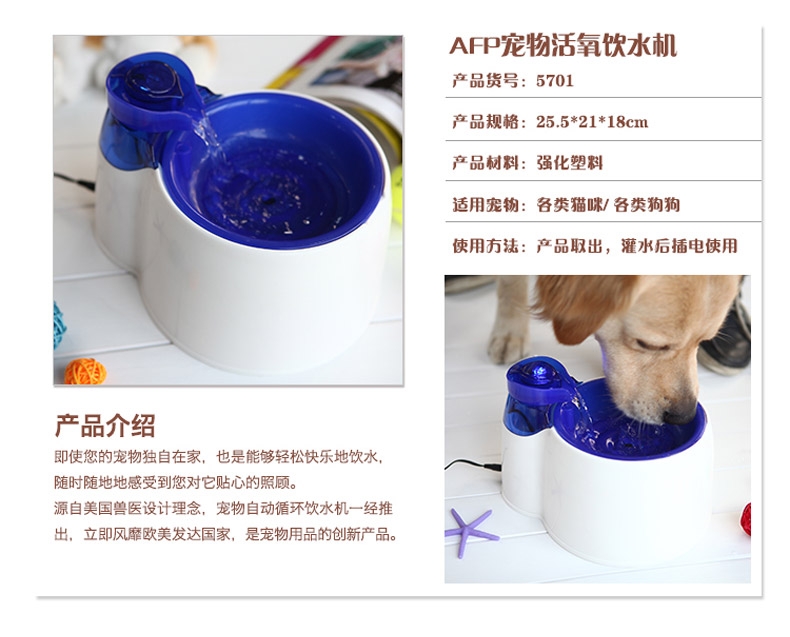 AFP宠物活氧饮水机
产品货号：5701
产品规格：25.5*21*18cm
产品材料：强化塑料
适用宠物：各类猫咪/ 各类狗狗
使用方法：产品取出，灌水后插电使用
产品介绍
即使您的宠物独自在家，也是能够轻松快乐地饮水，
随时随地地感受到您对它贴心的照顾。
源自美国兽医设计理念，宠物自动循环饮水机一经推
出，立即风靡欧美发达国家，是宠物用品的创新产品。